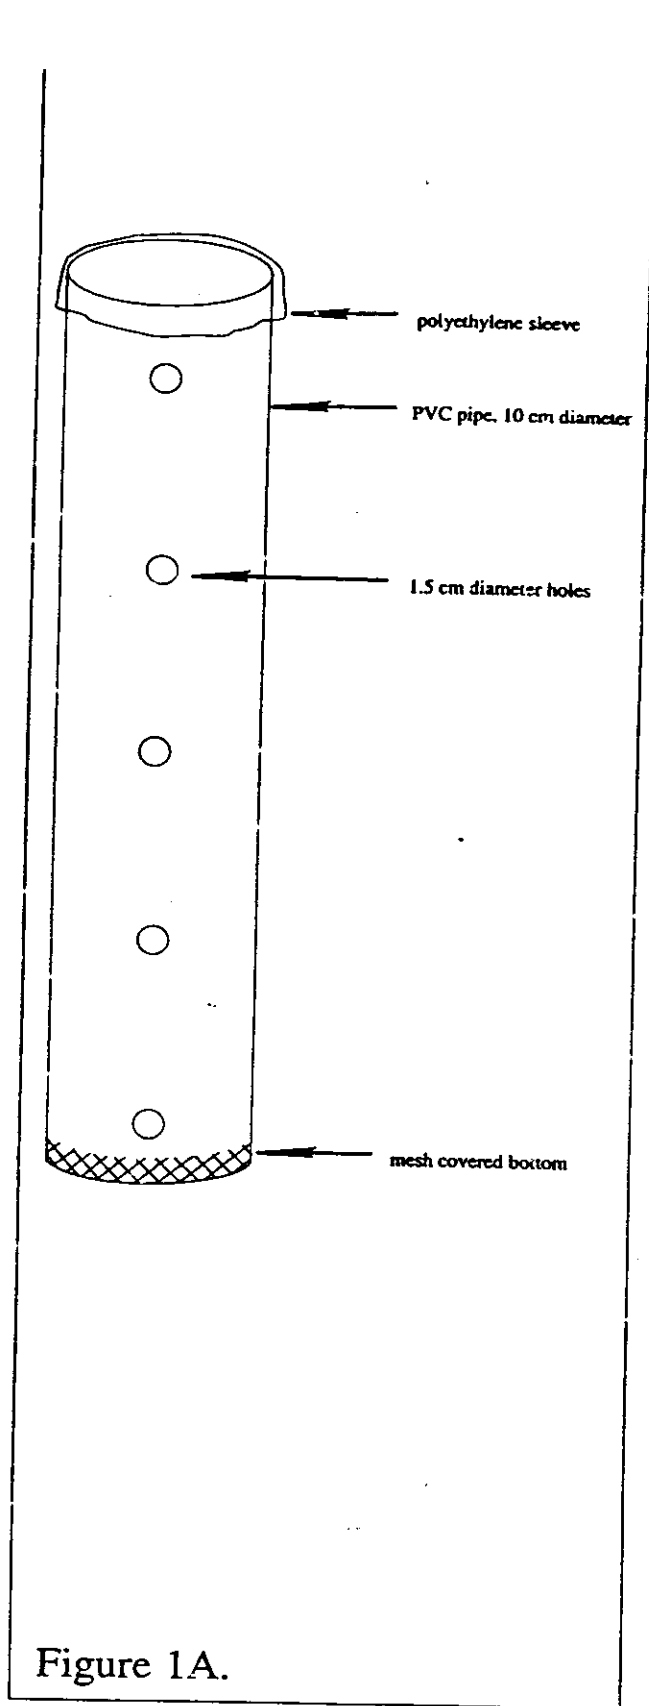 polyethylene sleeve
PVC pipe, 10 cm diameter
1.5 cm diameter holes
mesh covered bottom
Figure 1A.